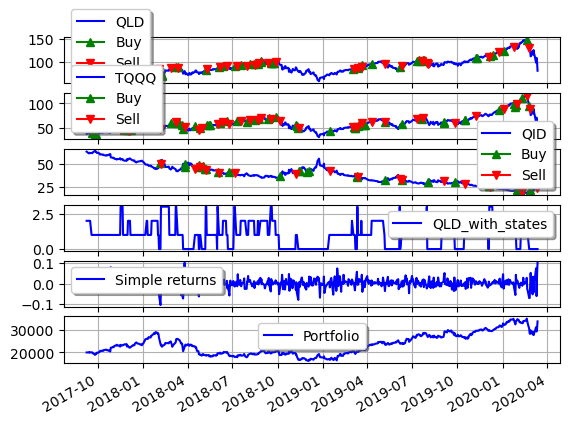 QLD
Buy
Sell
150
100
TQQQ
Buy
Sell
100
50
QID
Buy
Sell
50
25
QLD_with_states
2.5
0.0
Simple returns
0.1
0.0
−0.1
Portfolio
30000
20000
2017-10
2018-01
2018-04
2018-07
2018-10
2019-01
2019-04
2019-07
2019-10
2020-01
2020-04